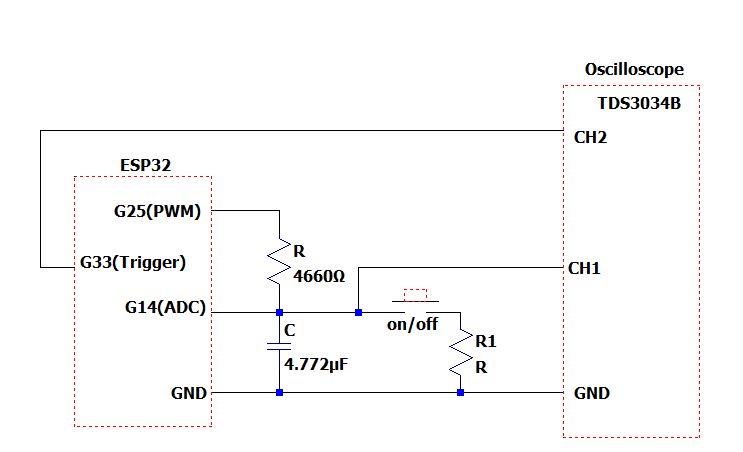 Oscilloscope
TDS3034B
CH2
ESP32
G25(PWM)
R
G33(Trigger)
CH1
4660Ω
G14(ADC)
on/off
C
R1
4.772µF
R
GND
GND